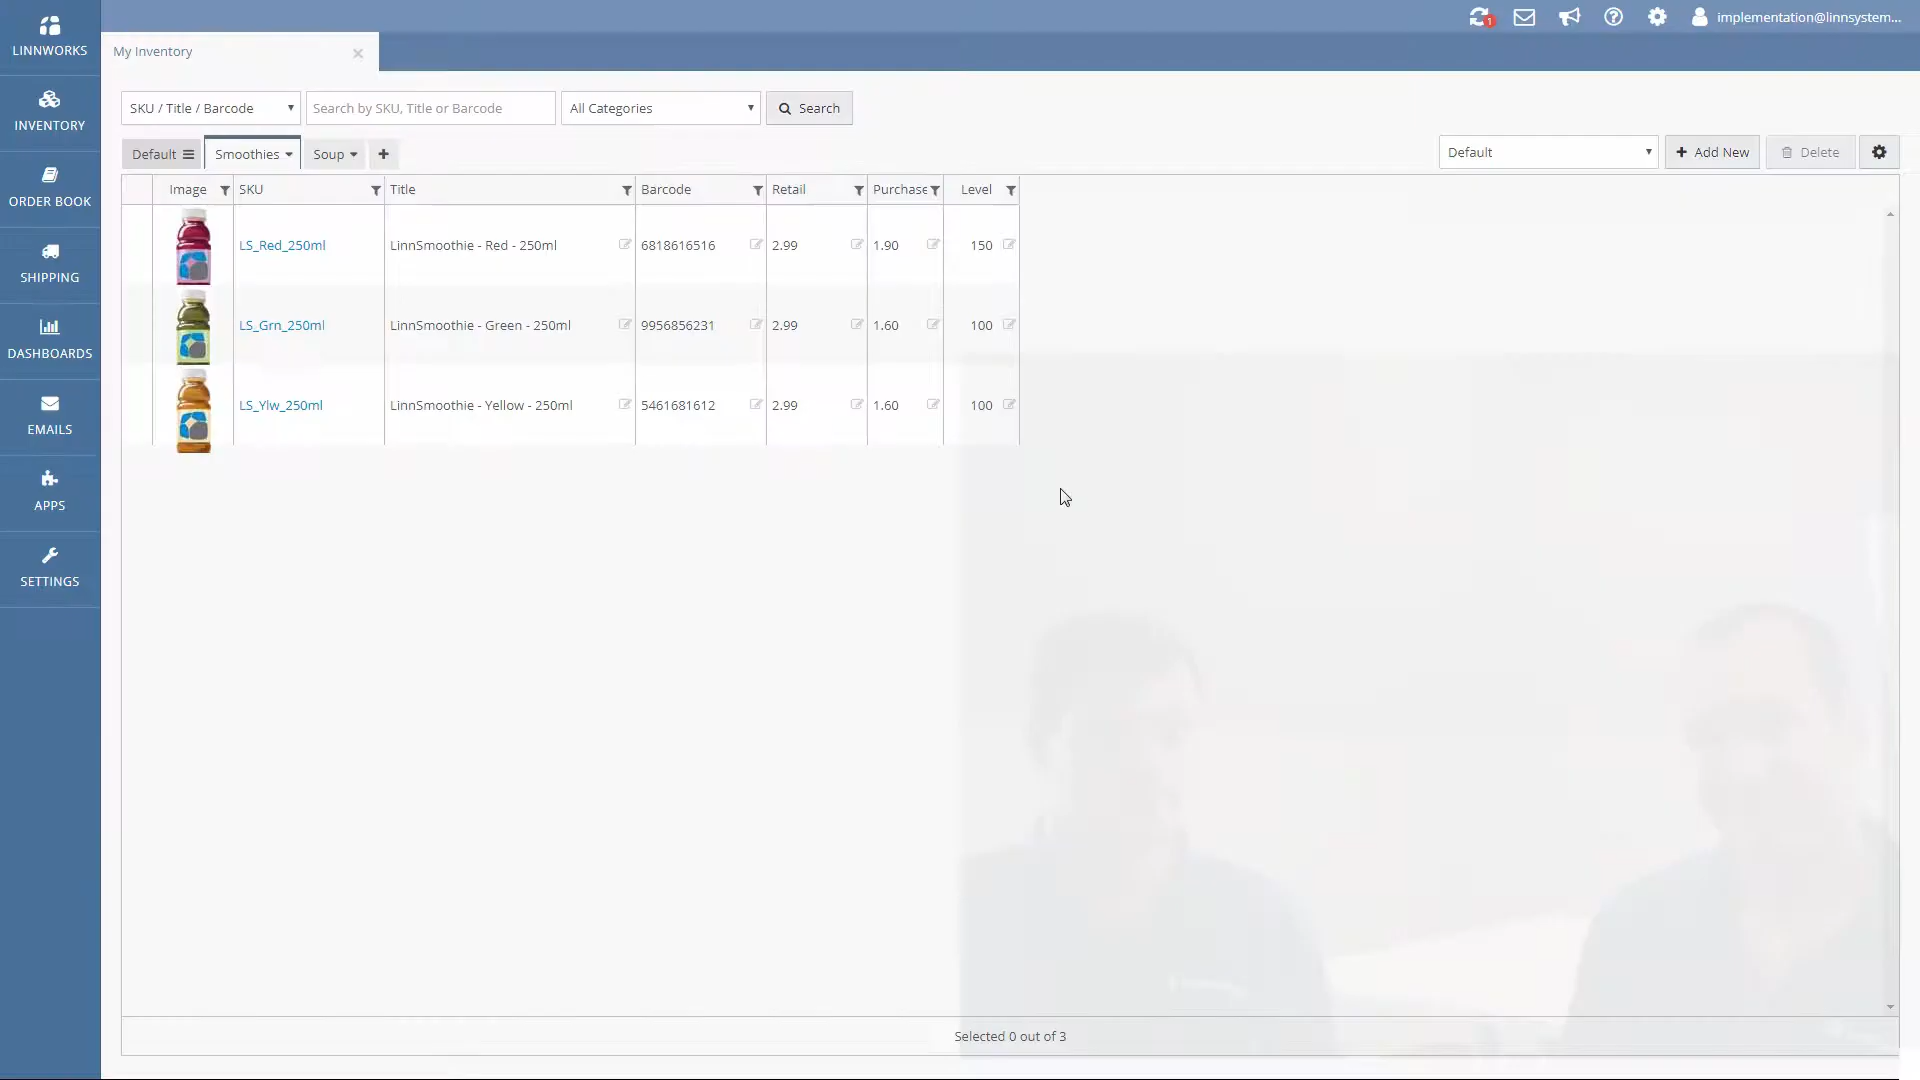 LINNWORKS
INVENTORY
ORDER BOOK
SHIPPING
DASHBOARDS
EMAILS
APPS
SETTINGS
1
implementation@linnsystem...
My Inventory
SKU / Title / Barcode
Search by SKU, Title or Barcode
All Categories
Search
Default
Smoothies
Soup
Default
Add New
Delete
Image SKU Title Barcode Retail Purchase Level
LS_Red_250ml LinnSmoothie - Red - 250ml 6818616516 2.99 1.90 150
LS_Grn_250ml LinnSmoothie - Green - 250ml 9956856231 2.99 1.60 100
LS_Ylw_250ml LinnSmoothie - Yellow - 250ml 5461681612 2.99 1.60 100
Selected 0 out of 3